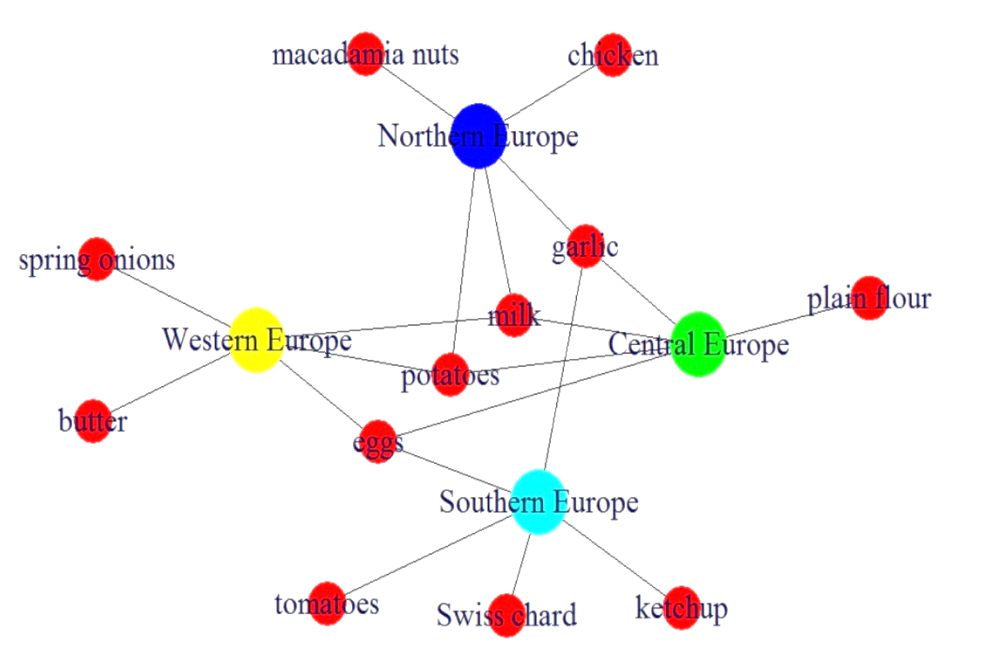 macadamia nuts
chicken
Northern Europe
garlic
spring onions
plain flour
milk
Western Europe
Central Europe
potatoes
butter
eggs
Southern Europe
tomatoes
Swiss chard
ketchup